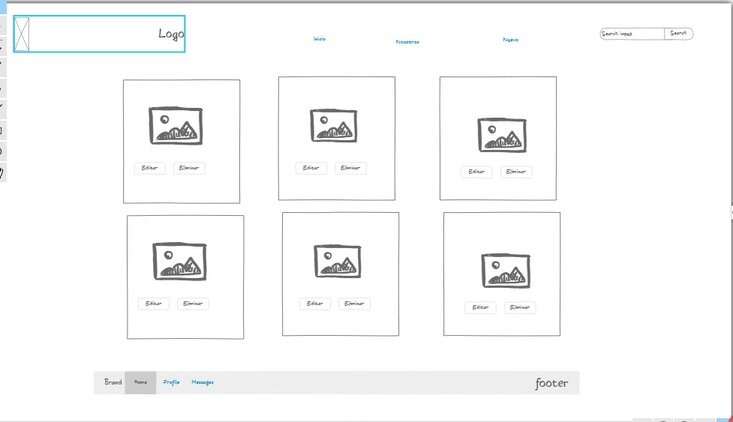 Logo
Inicio Nosotros Nuevo
Search input Search
Editar Eliminar Editar Eliminar Editar Eliminar
Editar Eliminar Editar Eliminar Editar Eliminar
Brand Home Profile Messages footer